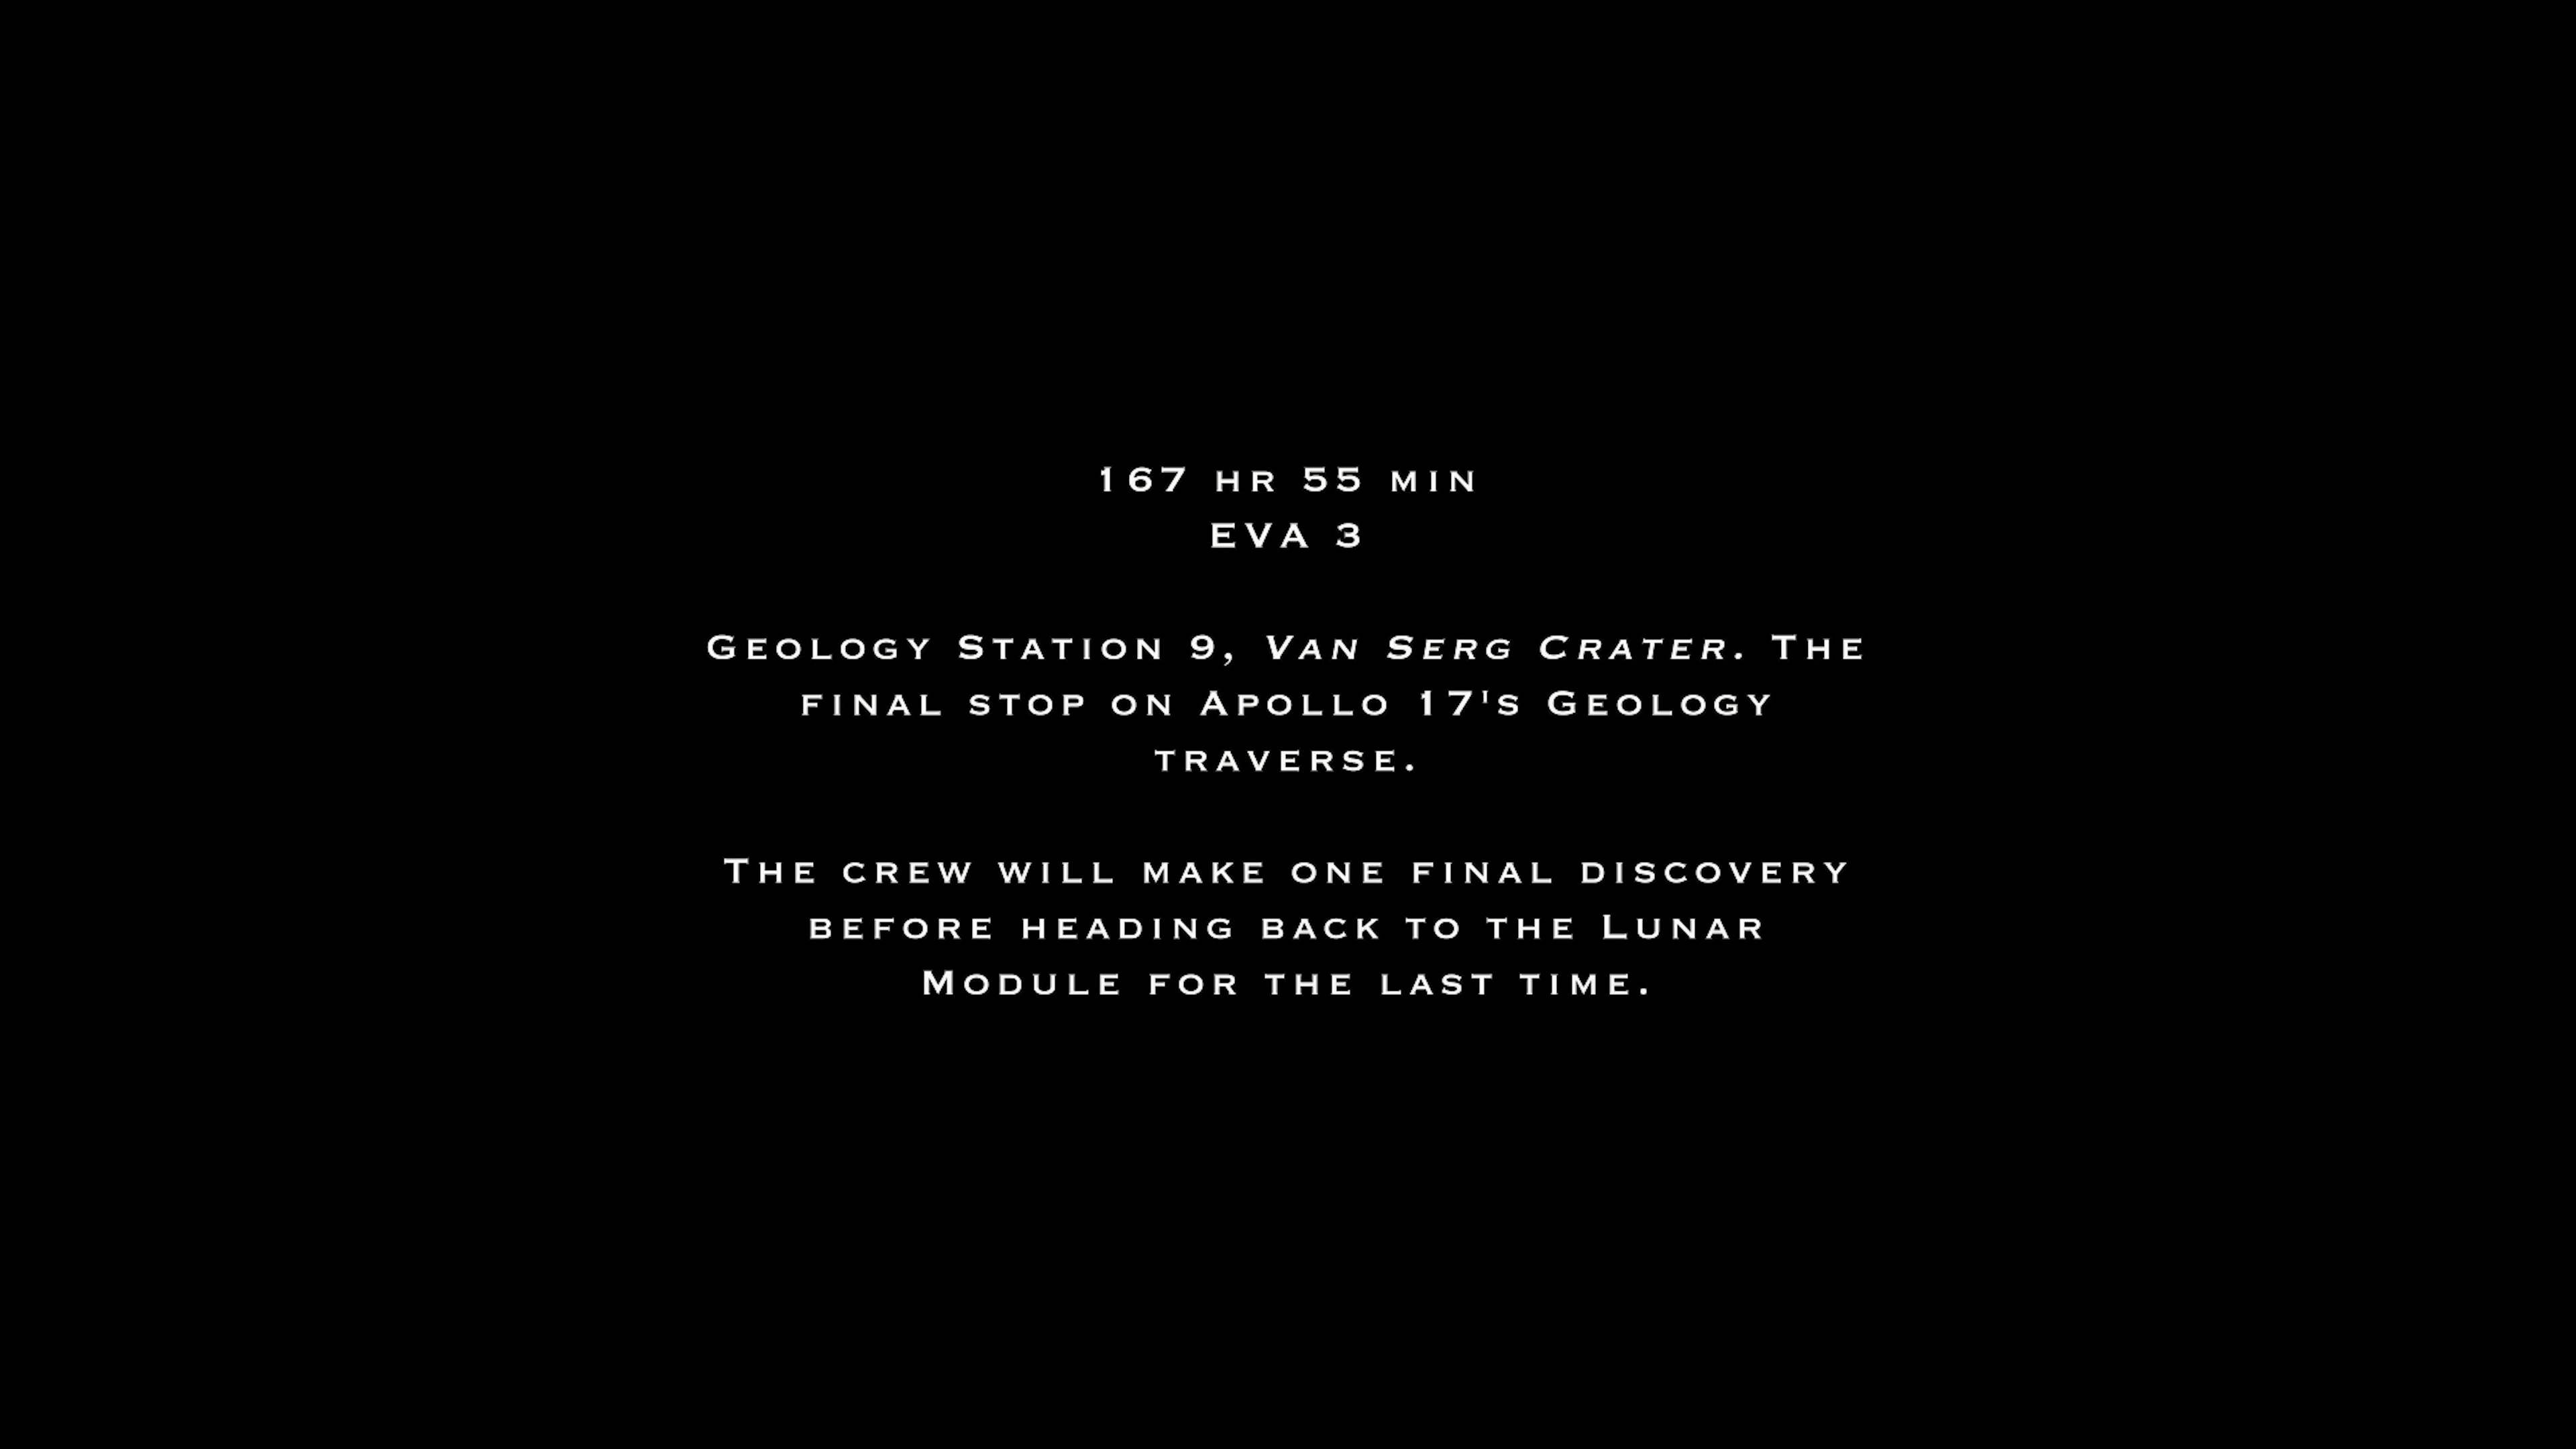 167 HR 55 MIN
EVA 3
GEOLOGY STATION 9, VAN SERG CRATER. THE
FINAL STOP ON APOLLO 17'S GEOLOGY
TRAVERSE.
THE CREW WILL MAKE ONE FINAL DISCOVERY
BEFORE HEADING BACK TO THE LUNAR
MODULE FOR THE LAST TIME.